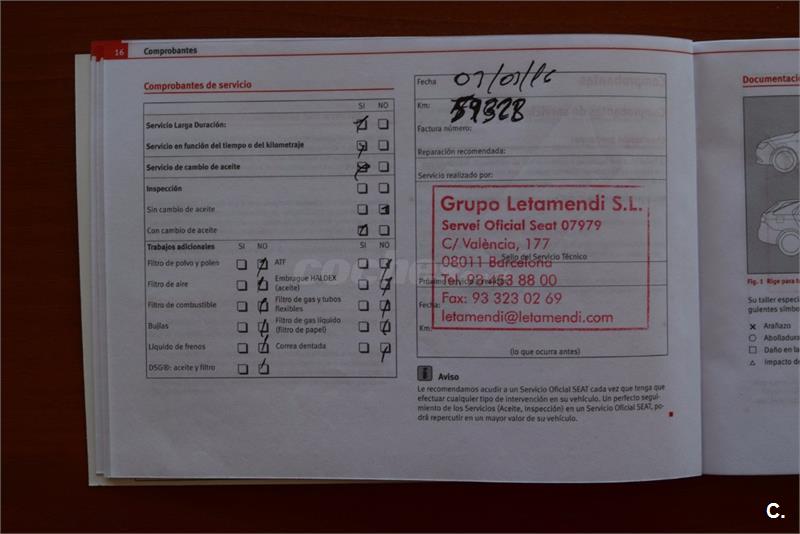 16 Comprobantes
Comprobantes de servicio
SI NO
Servicio Larga Duración:
Servicio en función del tiempo o del kilometraje
Servicio de cambio de aceite
Inspección
Sin cambio de aceite
Con cambio de aceite
Trabajos adicionales SI NO SI NO
Filtro de polvo y polen
ATF
Filtro de aire
Embrague HALDEX
(aceite)
Filtro de combustible
Filtro de gas y tubos
flexibles
Bujías
Filtro de gas líquido
(filtro de papel)
Líquido de frenos
Correa dentada
DSG®: aceite y filtro
Fecha
Km: 59328
Factura número:
Reparación recomendada:
Servicio realizado por:
Grupo Letamendi S.L.
Servei Oficial Seat 07979
C/ València, 177
Sello del Servicio Técnico
08011 Barcelona
Próximo Servicio
Tel. 93 453 88 00
Fecha:
Fax: 93 323 02 69
Km:
letamendi@letamendi.com
(lo que ocurra antes)
i Aviso
Le recomendamos acudir a un Servicio Oficial SEAT cada vez que tenga que
efectuar cualquier tipo de intervención en su vehículo. Un perfecto segui-
miento de los Servicios (Aceite, Inspección) en un Servicio Oficial SEAT, po-
drá repercutir en un mayor valor de su vehículo.
Documentació
Fig. 1 Rige para t
Su taller especia
guientes símbo
Arañazo
Abolladura
Daño en la
Impacto de
C.